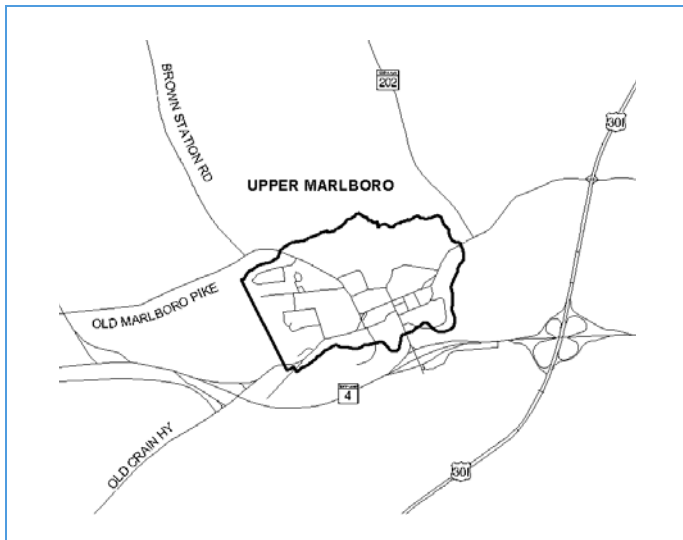 BROWN STATION RD
202
301
UPPER MARLBORO
OLD MARLBORO PIKE
4
OLD CRAIN HY
301